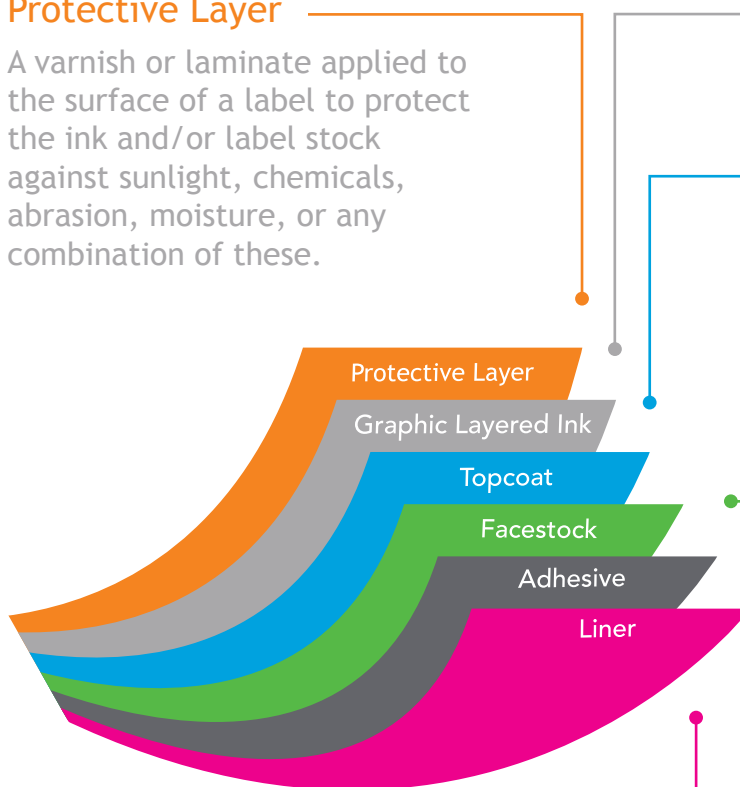 Protective Layer
A varnish or laminate applied to
the surface of a label to protect
the ink and/or label stock
against sunlight, chemicals,
abrasion, moisture, or any
combination of these.
Protective Layer
Graphic Layered Ink
Topcoat
Facestock
Adhesive
Liner